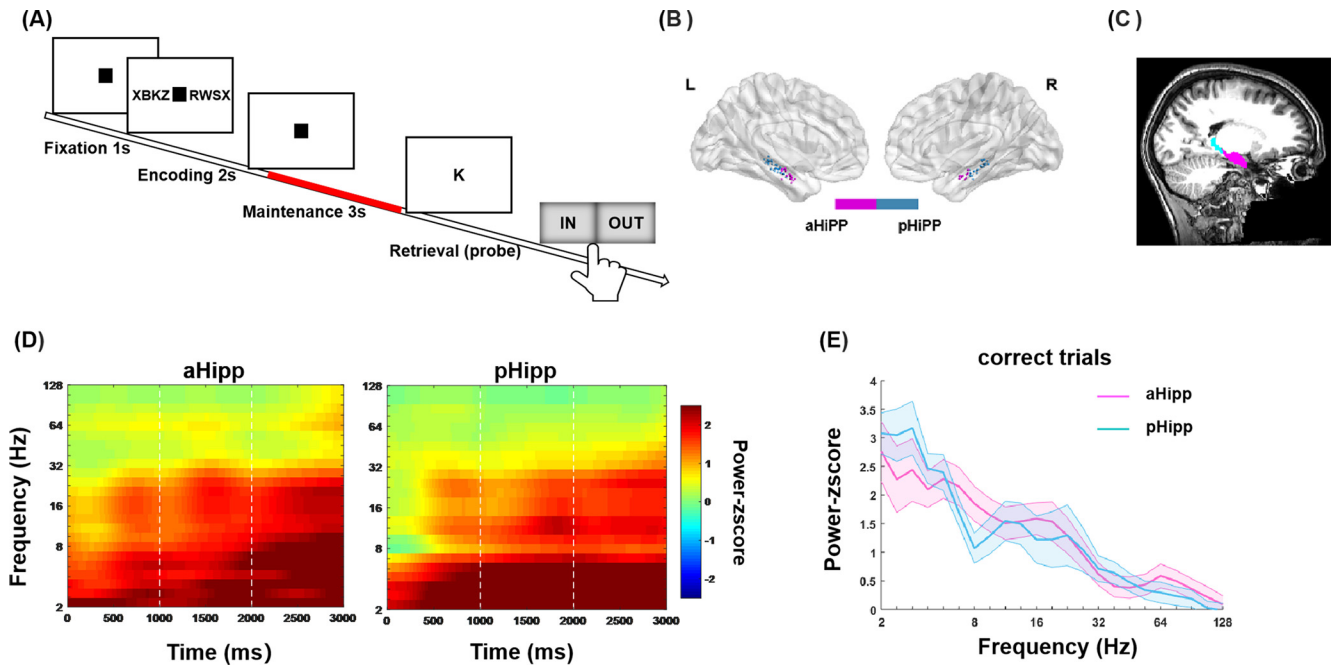 (A)
XBKZ RWSX
Fixation 1s
Encoding 2s
Maintenance 3s
K
Retrieval (probe)
IN OUT
(B)
L
R
aHiPP pHiPP
(C)
(D)
aHipp
pHipp
Frequency (Hz)
128
64
32
16
8
2
0 500 1000 1500 2000 2500 3000
Time (ms)
128
64
32
16
8
2
0 500 1000 1500 2000 2500 3000
Time (ms)
2
1
0
-1
-2
Power-zscore
(E)
correct trials
aHipp
pHipp
Power-zscore
4
3.5
3
2.5
2
1.5
1
0.5
0
2 8 16 32 64 128
Frequency (Hz)